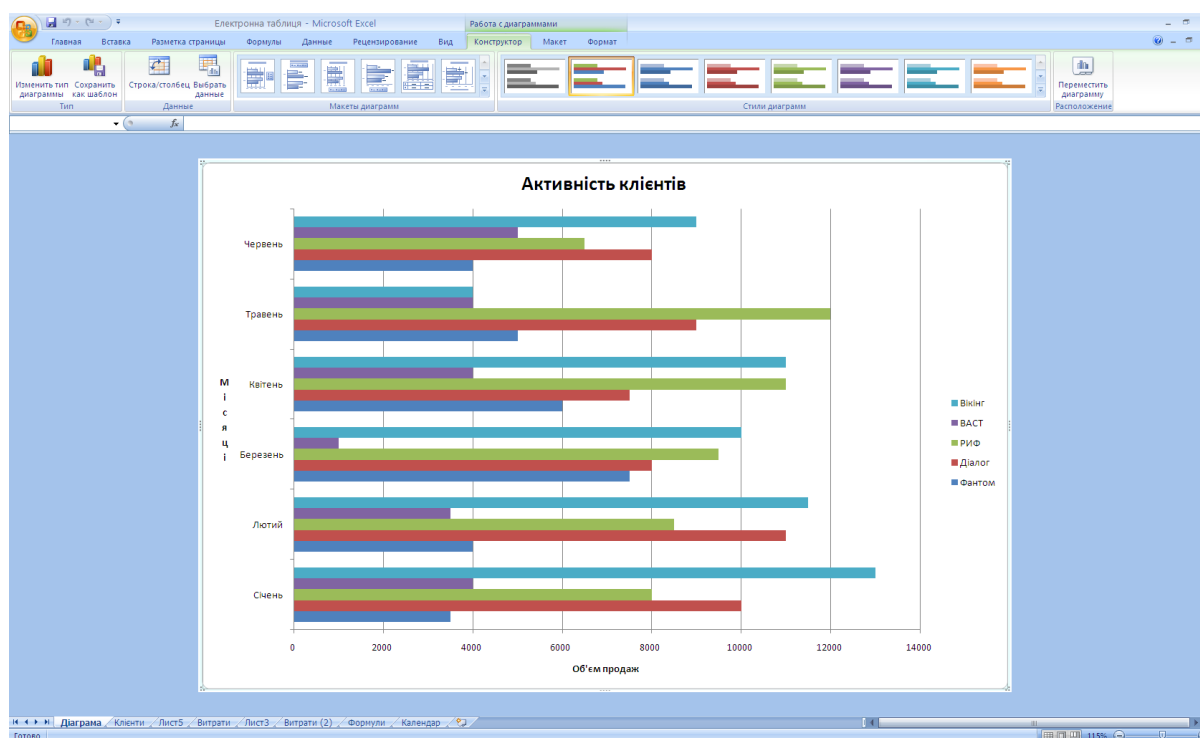 Електронна таблиця - Microsoft Excel
Работа с диаграммами
Главная Вставка Разметка страницы Формулы Данные Рецензирование Вид Конструктор Макет Формат
Изменить тип диаграммы
Сохранить как шаблон
Строка/столбец
Выбрать данные
Переместить диаграмму
Тип Данные Макеты диаграмм Стили диаграмм Расположение
fx
Активність клієнтів
Червень
Травень
Квітень
Березень
Лютий
Січень
Місяці
Вікінг
ВАСТ
РИФ
Діалог
Фантом
0 2000 4000 6000 8000 10000 12000 14000
Об'єм продаж
Діаграма Клієнти Лист5 Витрати Лист3 Витрати (2) Формули Календар
Готово 115%